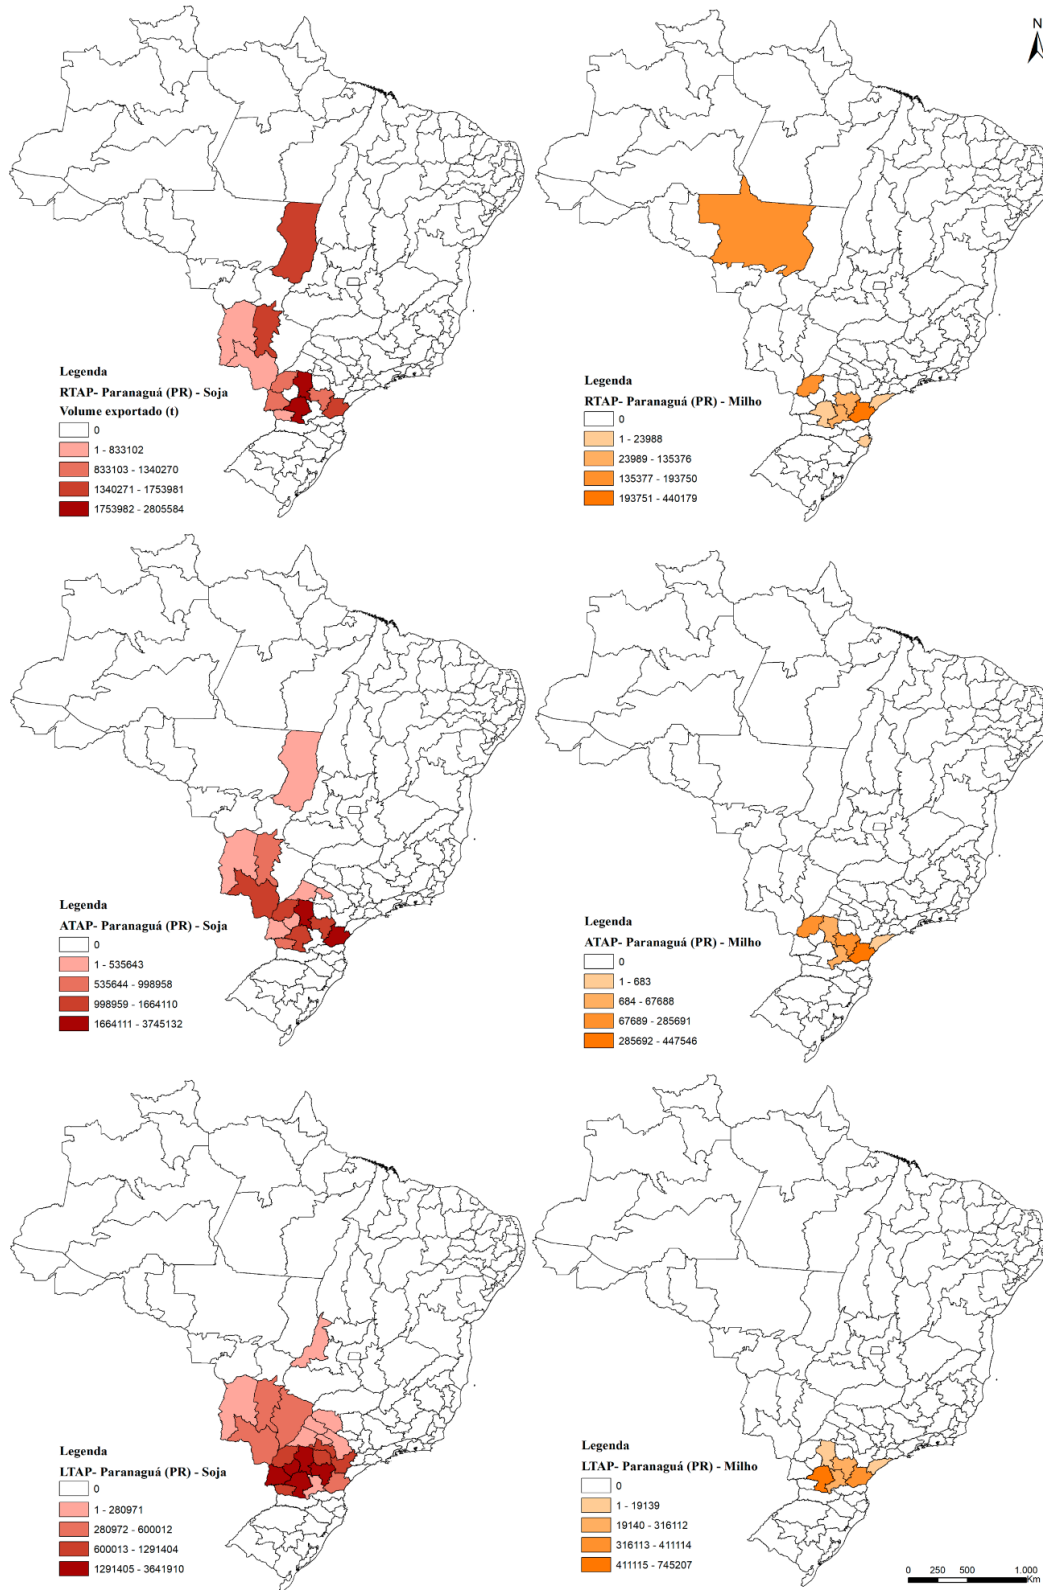 N
Legenda
RTAP- Paranaguá (PR) - Soja
Volume exportado (t)
0
1 - 833102
833103 - 1340270
1340271 - 1753981
1753982 - 2805584
Legenda
RTAP- Paranaguá (PR) - Milho
0
1 - 23988
23989 - 135376
135377 - 193750
193751 - 440179
Legenda
ATAP- Paranaguá (PR) - Soja
0
1 - 535643
535644 - 998958
998959 - 1664110
1664111 - 3745132
Legenda
ATAP- Paranaguá (PR) - Milho
0
1 - 683
684 - 67688
67689 - 285691
285692 - 447546
Legenda
LTAP- Paranaguá (PR) - Soja
0
1 - 280971
280972 - 600012
600013 - 1291404
1291405 - 3641910
Legenda
LTAP- Paranaguá (PR) - Milho
0
1 - 19139
19140 - 316112
316113 - 411114
411115 - 745207
0 250 500 1.000
Km